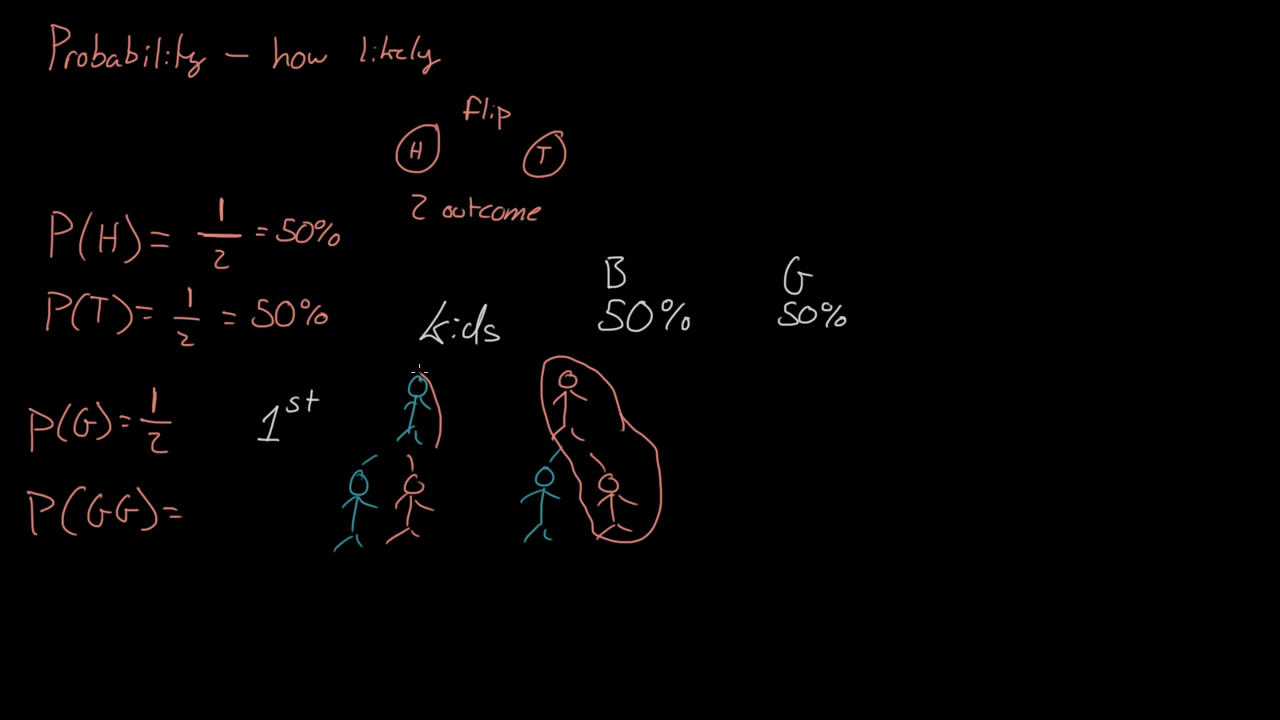 Probability – how likely
flip
H T
2 outcome
P(H) = 1/2 = 50%
P(T) = 1/2 = 50%
B G
kids 50% 50%
P(G) = 1/2
1st
P(GG) =